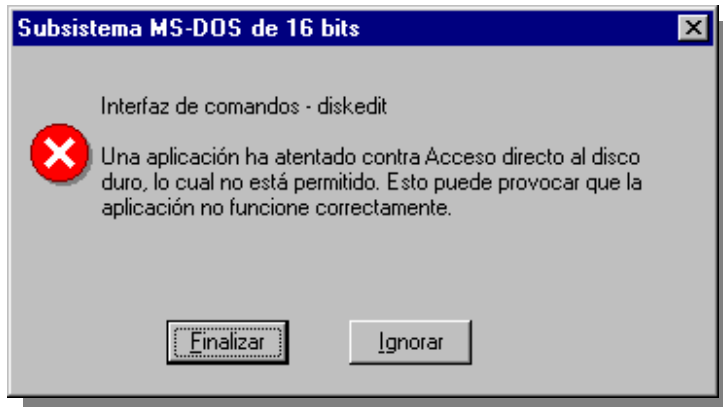 Subsistema MS-DOS de 16 bits
Interfaz de comandos - diskedit
Una aplicación ha atentado contra Acceso directo al disco
duro, lo cual no está permitido. Esto puede provocar que la
aplicación no funcione correctamente.
Finalizar
Ignorar